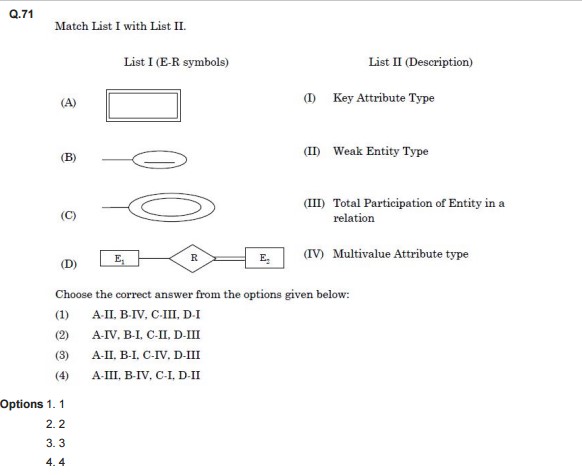 Q.71
Match List I with List II.
List I (E-R symbols)
List II (Description)
(A)
(I) Key Attribute Type
(B)
(II) Weak Entity Type
(C)
(III) Total Participation of Entity in a
relation
(D)
E₁ R E₂
(IV) Multivalue Attribute type
Choose the correct answer from the options given below:
(1) A-II, B-IV, C-III, D-I
(2) A-IV, B-I, C-II, D-III
(3) A-II, B-I, C-IV, D-III
(4) A-III, B-IV, C-I, D-II
Options 1. 1
2. 2
3. 3
4. 4